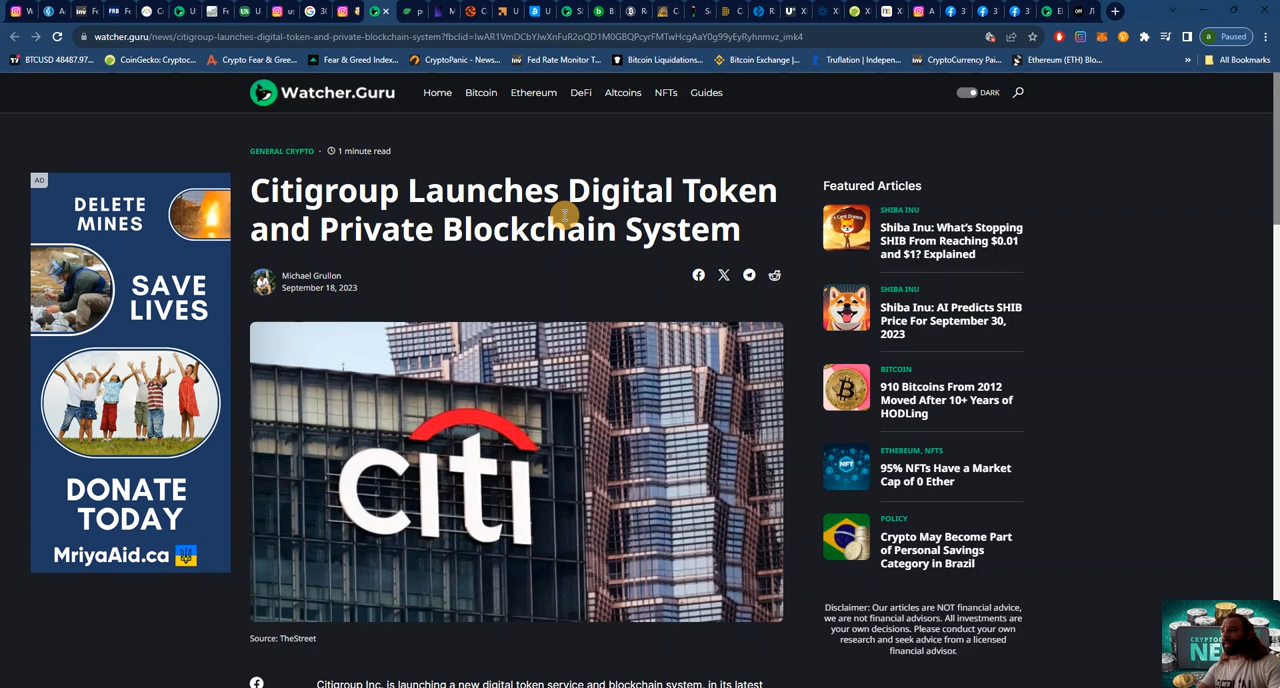 watcher.guru/news/citigroup-launches-digital-token-and-private-blockchain-system?fbclid=IwAR1VmDCbYJwXnFuR2oQD1M0GBQPcyrFMTwHcgAaY0g99yEyRyhnmvz_imk4
Paused
BTCUSD 48487.97...
CoinGecko: Cryptoc...
Crypto Fear & Gree...
Fear & Greed Index...
CryptoPanic - News...
Fed Rate Monitor T...
Bitcoin Liquidations...
Bitcoin Exchange |...
Truflation | Indepen...
CryptoCurrency Pai...
Ethereum (ETH) Blo...
All Bookmarks
Watcher.Guru
Home
Bitcoin
Ethereum
DeFi
Altcoins
NFTs
Guides
DARK
GENERAL CRYPTO
1 minute read
Citigroup Launches Digital Token
and Private Blockchain System
Michael Grullon
September 18, 2023
citi
Source: TheStreet
Citigroup Inc. is launching a new digital token service and blockchain system, in its latest
AD
DELETE
MINES
SAVE
LIVES
DONATE
TODAY
MriyaAid.ca
Featured Articles
SHIBA INU
Shiba Inu: What's Stopping
SHIB From Reaching $0.01
and $1? Explained
SHIBA INU
Shiba Inu: AI Predicts SHIB
Price For September 30,
2023
BITCOIN
910 Bitcoins From 2012
Moved After 10+ Years of
HODLing
ETHEREUM, NFTS
95% NFTs Have a Market
Cap of 0 Ether
NFT
POLICY
Crypto May Become Part
of Personal Savings
Category in Brazil
Disclaimer: Our articles are NOT financial advice,
we are not financial advisors. All investments are
your own decisions. Please conduct your own
research and seek advice from a licensed
financial advisor.